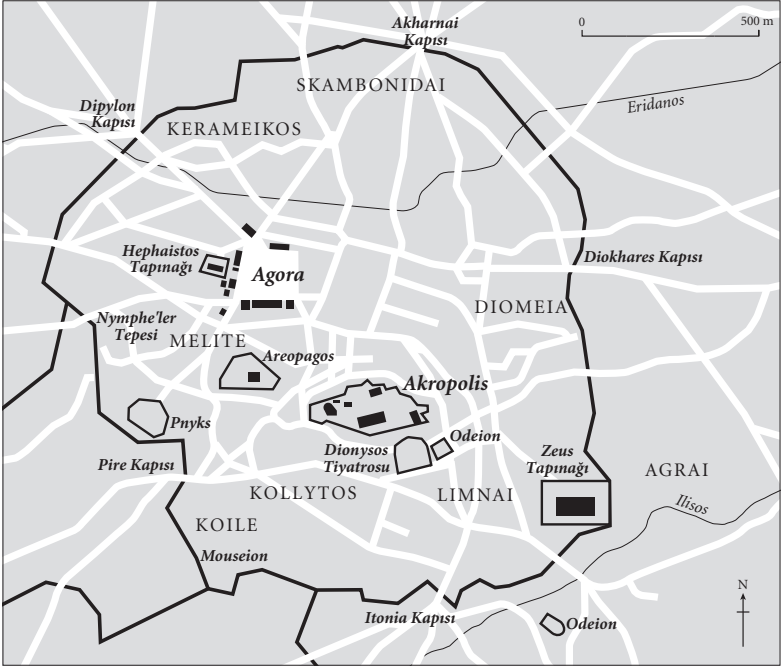 Akharnai
Kapısı
0 500 m
SKAMBONIDAI
Eridanos
Dipylon
Kapısı
KERAMEIKOS
Hephaistos
Tapınağı
Agora
Diokhares Kapısı
DIOMEIA
Nymphe'ler
Tepesi
MELITE
Areopagos
Akropolis
Pnyks
Odeion
Dionysos
Tiyatrosu
Zeus
Tapınağı
Pire Kapısı
AGRAI
KOLLYTOS
LIMNAI
Ilisos
KOILE
Mouseion
N
Itonia Kapısı
Odeion